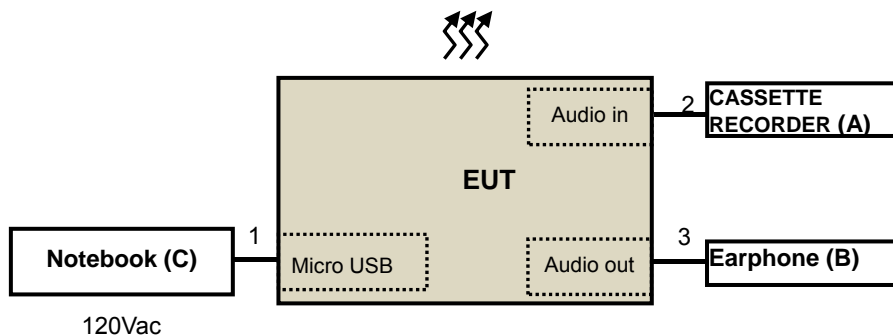 Audio in
2
CASSETTE
RECORDER (A)
EUT
1
Notebook (C)
Micro USB
Audio out
3
Earphone (B)
120Vac